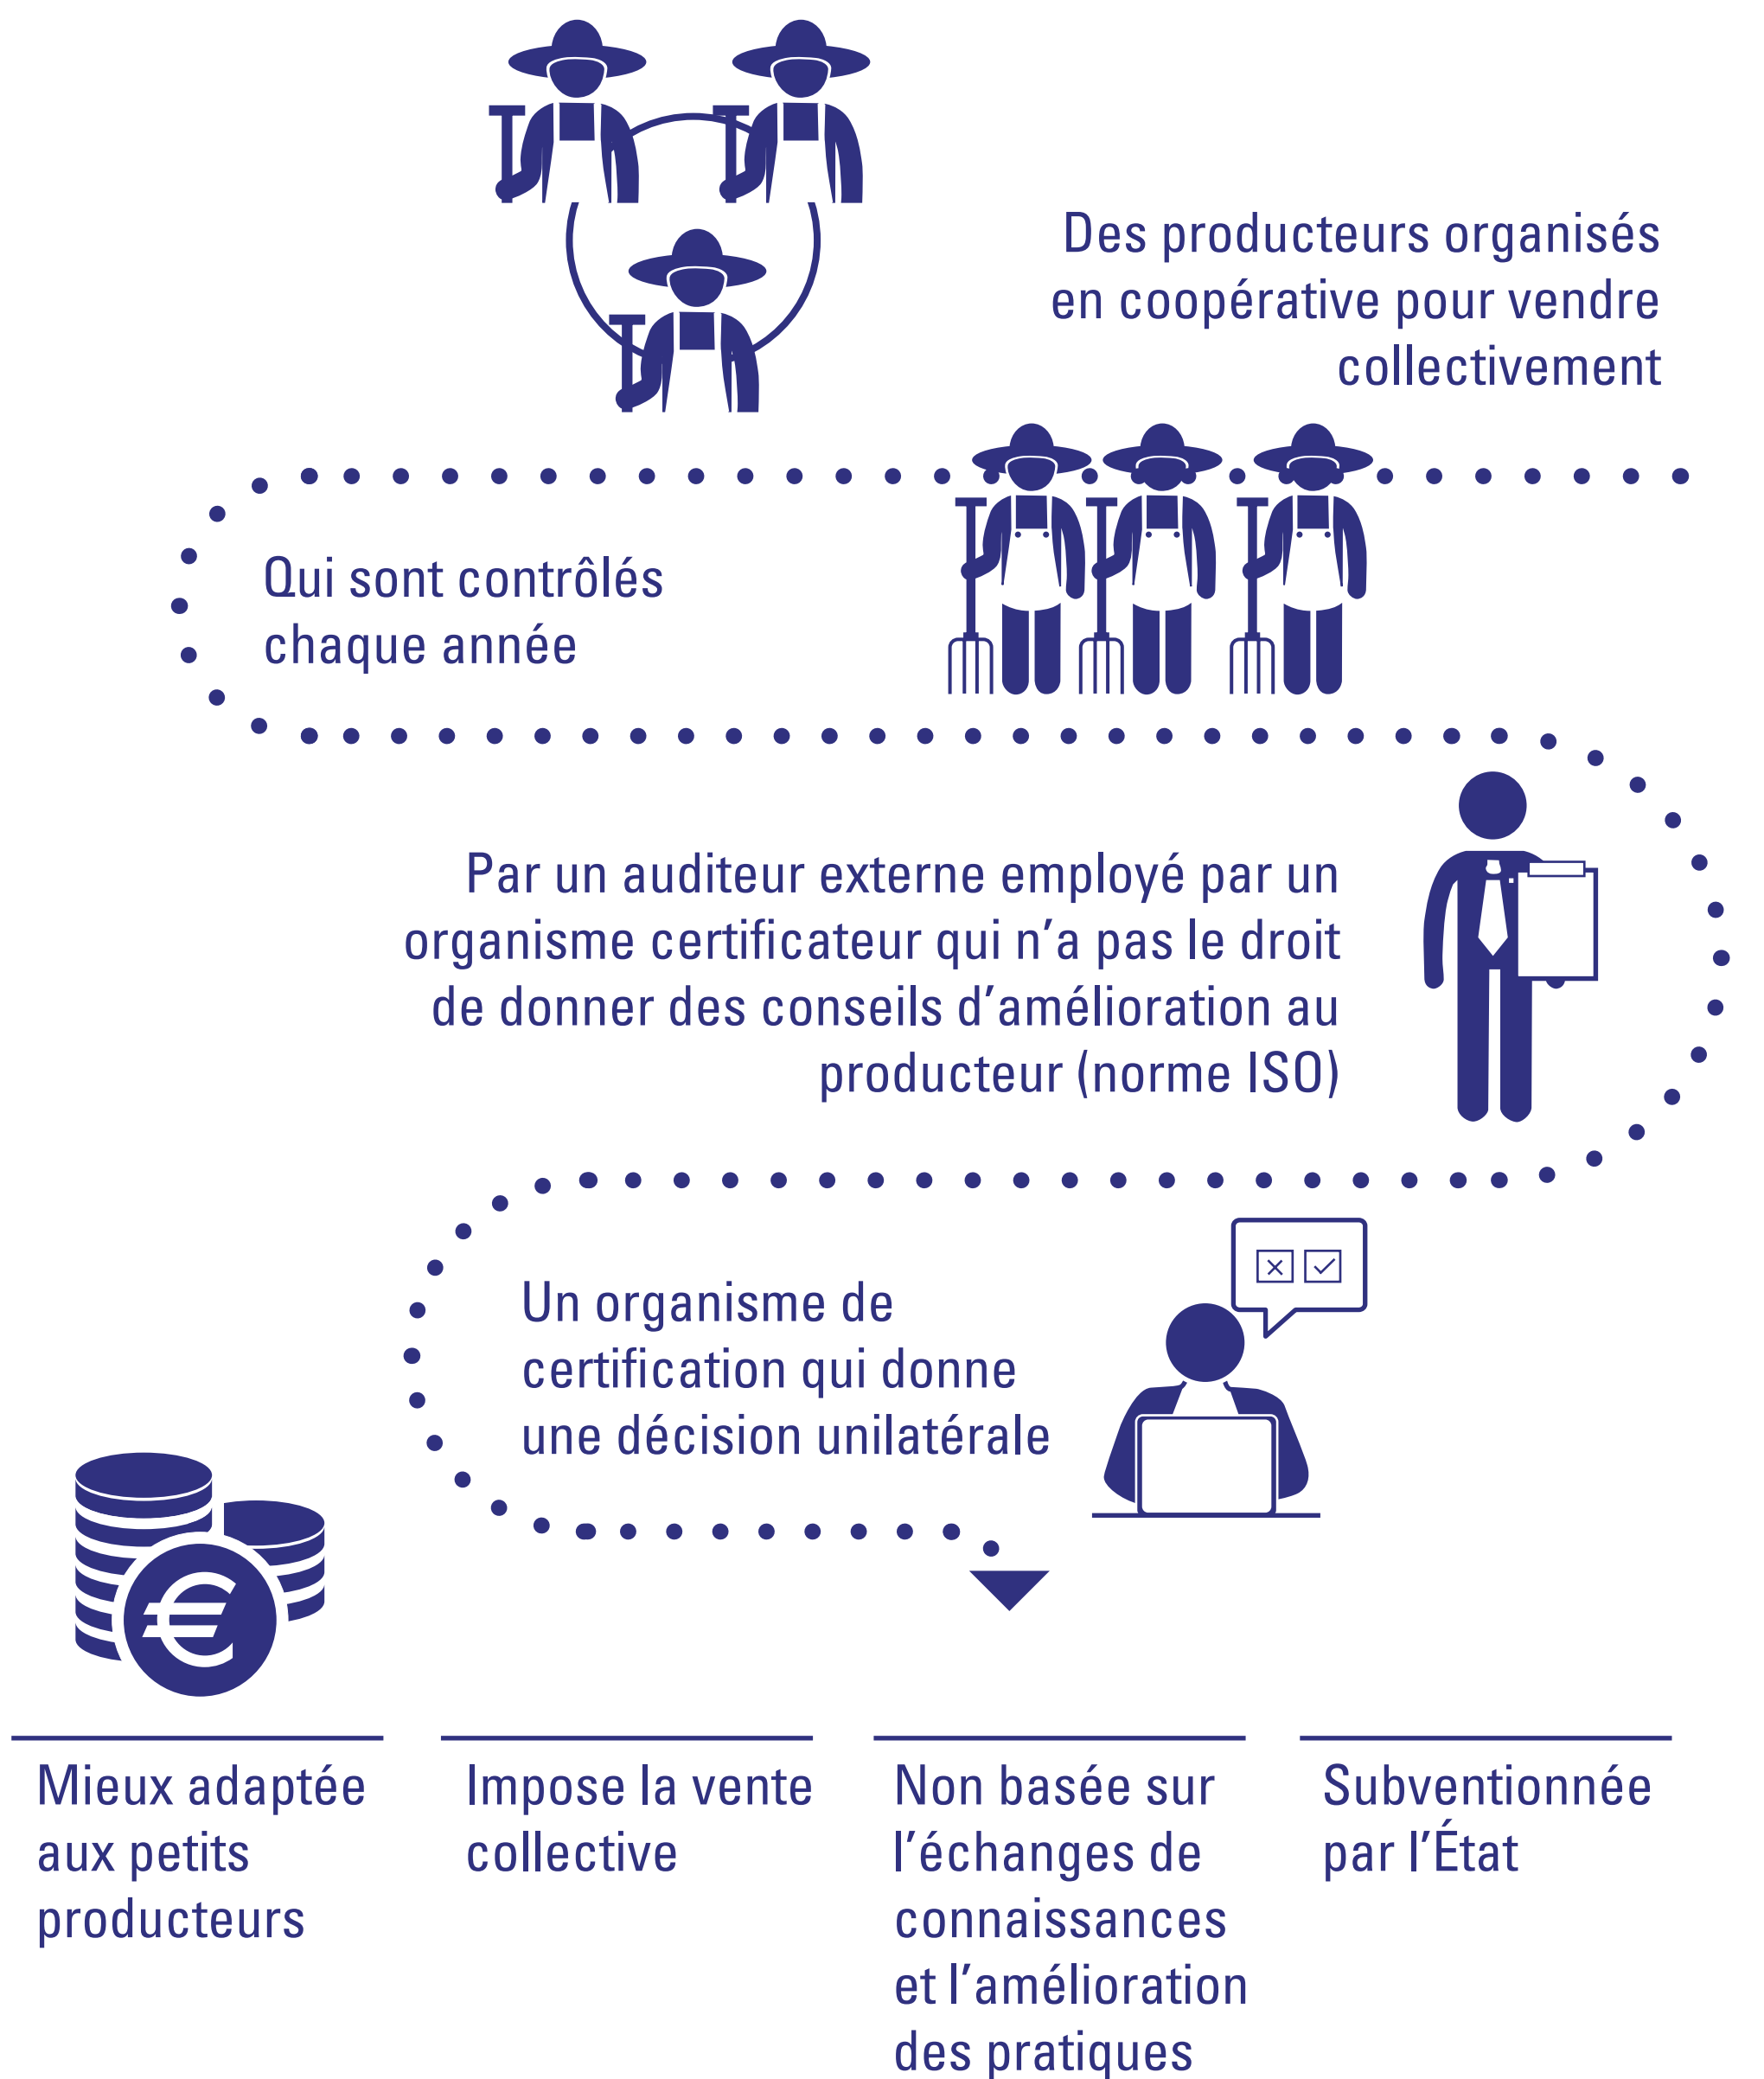 Des producteurs organisés
en coopérative pour vendre
collectivement
Qui sont contrôlés
chaque année
Par un auditeur externe employé par un
organisme certificateur qui n’a pas le droit
de donner des conseils d’amélioration au
producteur (norme ISO)
Un organisme de
certification qui donne
une décision unilatérale
€
Mieux adaptée
aux petits
producteurs
Impose la vente
collective
Non basée sur
l’échanges de
connaissances
et l’amélioration
des pratiques
Subventionnée
par l’État